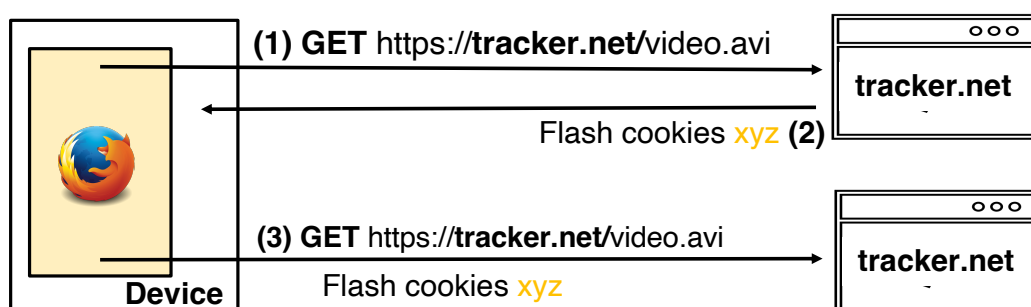 (1) GET https://tracker.net/video.avi
tracker.net
Flash cookies xyz (2)
(3) GET https://tracker.net/video.avi
tracker.net
Flash cookies xyz
Device